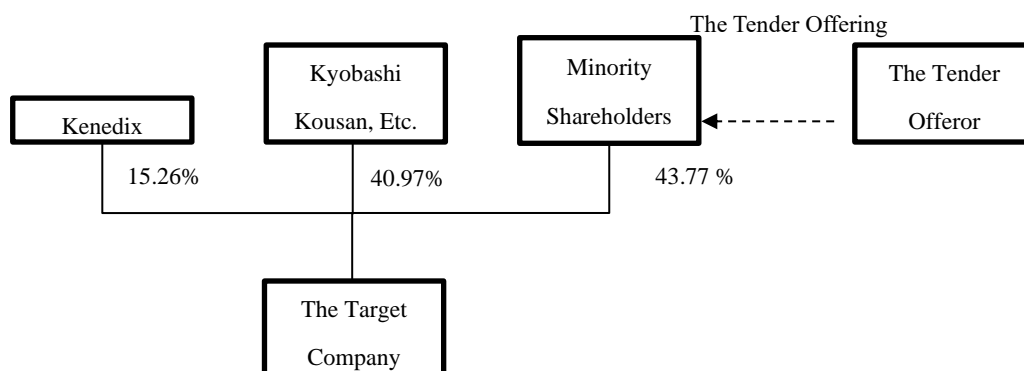 The Tender Offering
Kenedix
Kyobashi
Kousan, Etc.
Minority
Shareholders
The Tender
Offeror
15.26%
40.97%
43.77 %
The Target
Company